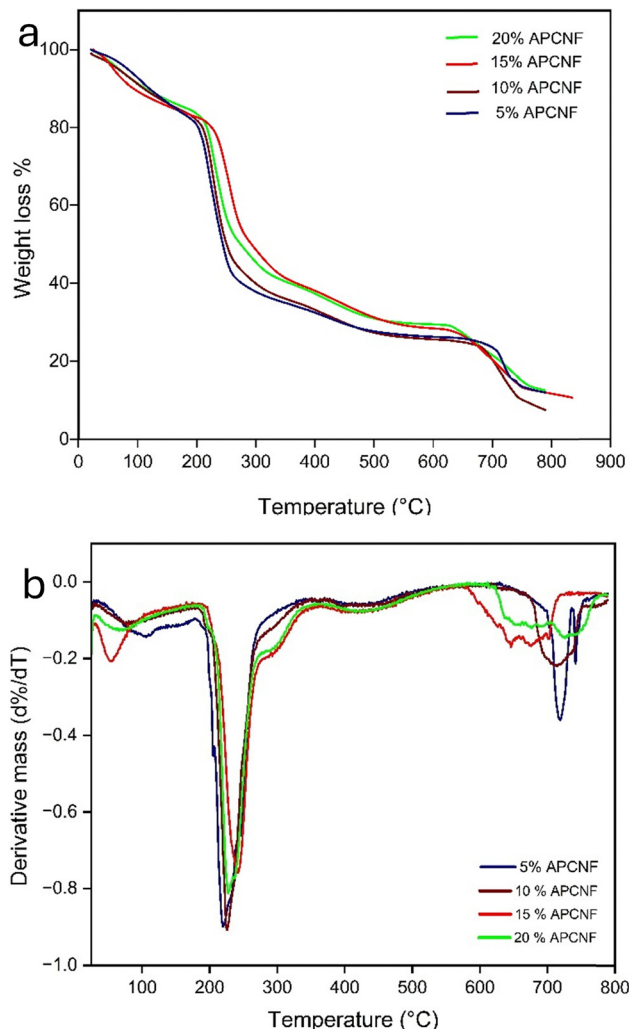 a
100
80
60
40
20
0
Weight loss %
20% APCNF
15% APCNF
10% APCNF
5% APCNF
0 100 200 300 400 500 600 700 800 900
Temperature (°C)
b
0.0
−0.2
−0.4
−0.6
−0.8
−1.0
Derivative mass (d%/dT)
5% APCNF
10 % APCNF
15 % APCNF
20 % APCNF
100 200 300 400 500 600 700 800
Temperature (°C)